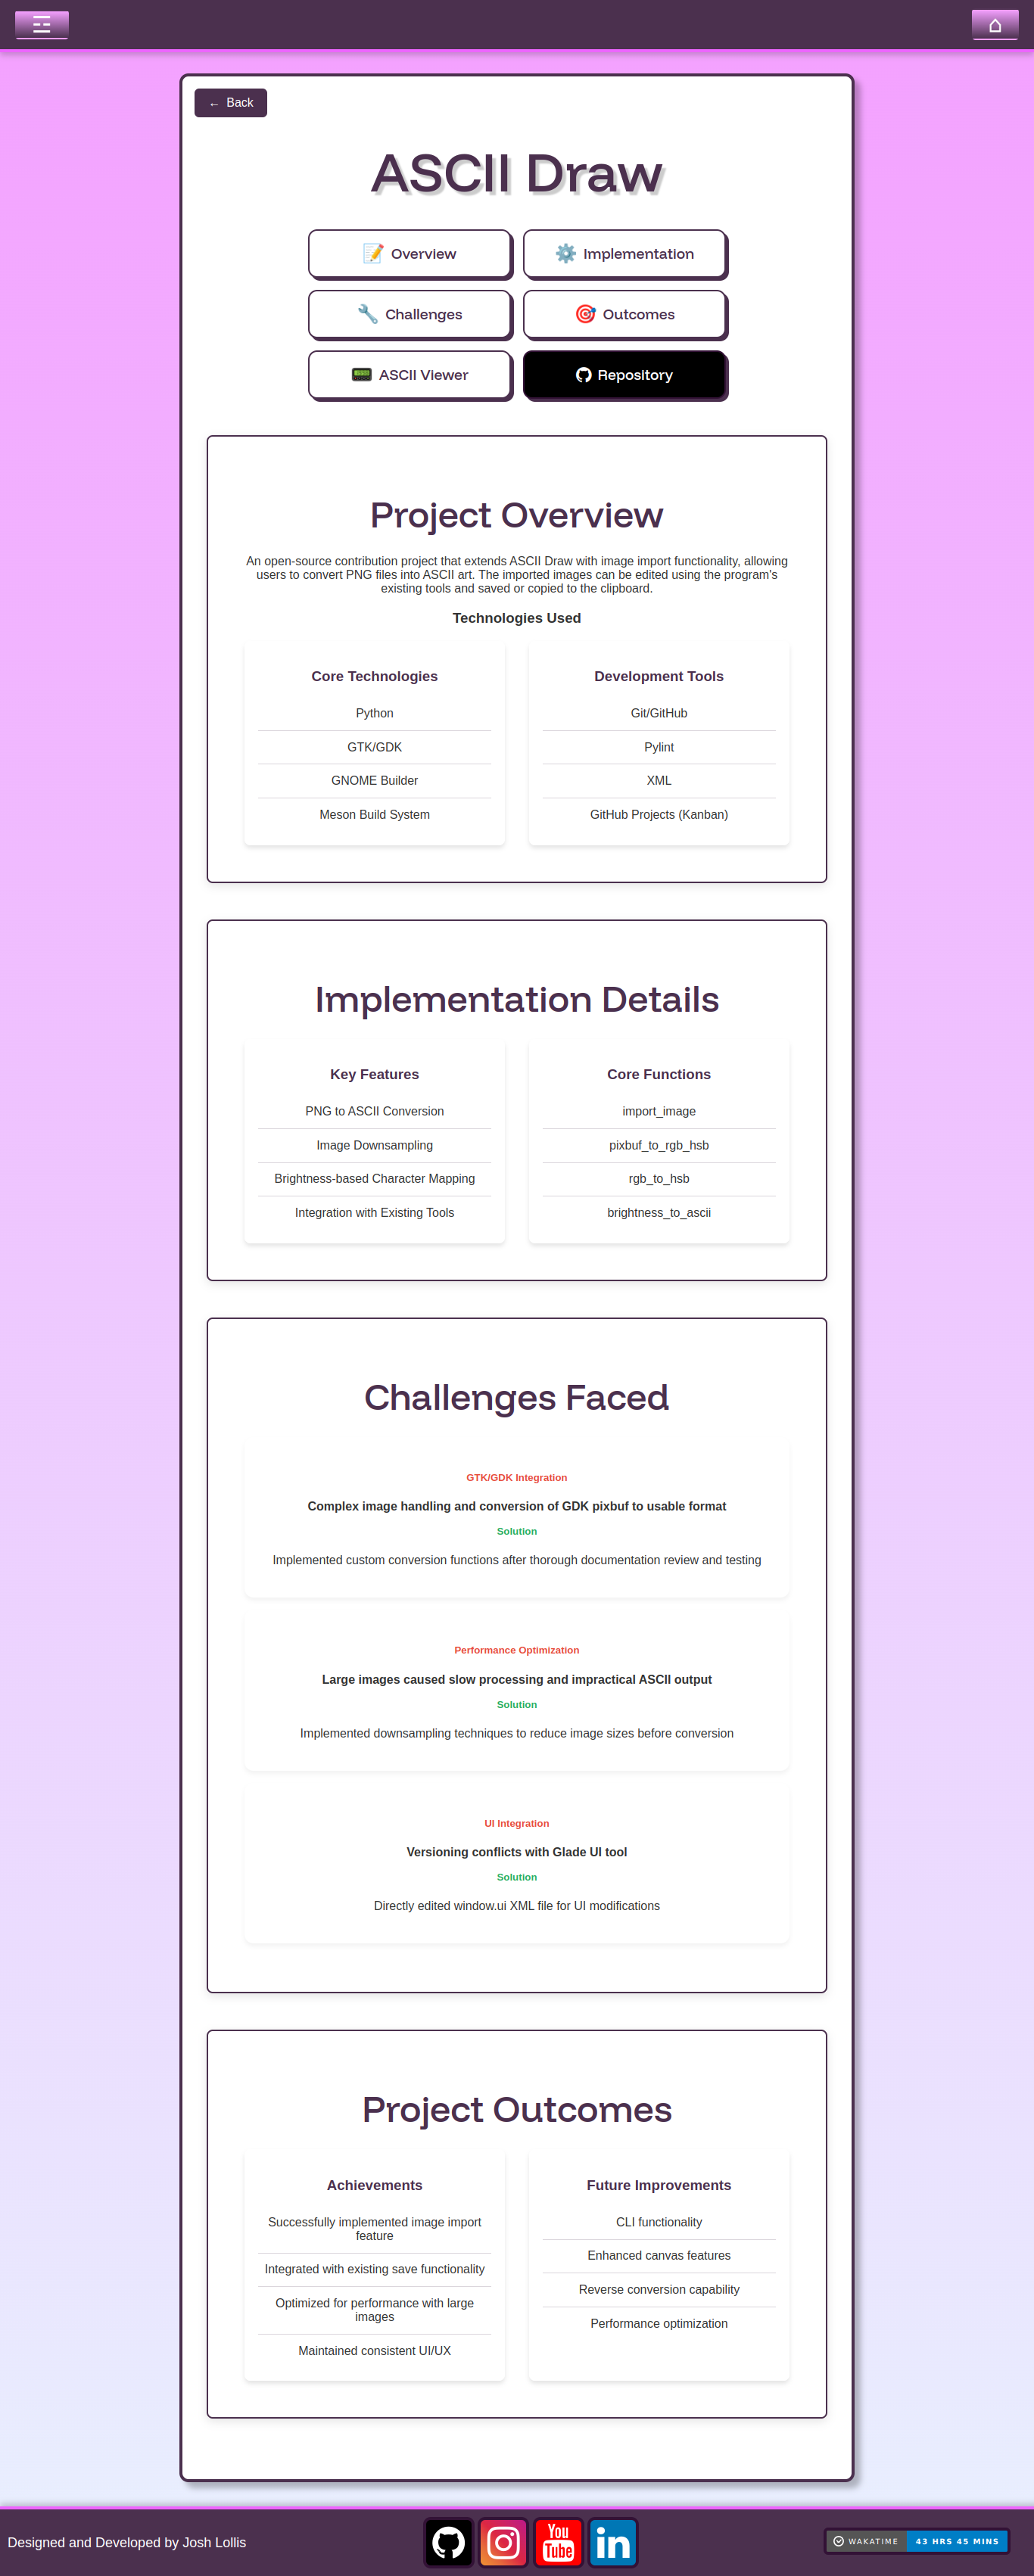 ← Back
ASCII Draw
📝 Overview
⚙️ Implementation
🔧 Challenges
🎯 Outcomes
📟 ASCII Viewer
Repository
Project Overview
An open-source contribution project that extends ASCII Draw with image import functionality, allowing
users to convert PNG files into ASCII art. The imported images can be edited using the program's
existing tools and saved or copied to the clipboard.
Technologies Used
Core Technologies
Python
GTK/GDK
GNOME Builder
Meson Build System
Development Tools
Git/GitHub
Pylint
XML
GitHub Projects (Kanban)
Implementation Details
Key Features
PNG to ASCII Conversion
Image Downsampling
Brightness-based Character Mapping
Integration with Existing Tools
Core Functions
import_image
pixbuf_to_rgb_hsb
rgb_to_hsb
brightness_to_ascii
Challenges Faced
GTK/GDK Integration
Complex image handling and conversion of GDK pixbuf to usable format
Solution
Implemented custom conversion functions after thorough documentation review and testing
Performance Optimization
Large images caused slow processing and impractical ASCII output
Solution
Implemented downsampling techniques to reduce image sizes before conversion
UI Integration
Versioning conflicts with Glade UI tool
Solution
Directly edited window.ui XML file for UI modifications
Project Outcomes
Achievements
Successfully implemented image import
feature
Integrated with existing save functionality
Optimized for performance with large
images
Maintained consistent UI/UX
Future Improvements
CLI functionality
Enhanced canvas features
Reverse conversion capability
Performance optimization
Designed and Developed by Josh Lollis
You
Tube
in
WAKATIME 43 HRS 45 MINS